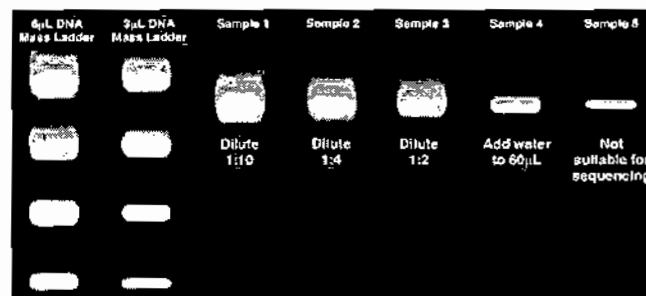 6µL DNA Mass Ladder
3µL DNA Mass Ladder
Sample 1
Sample 2
Sample 3
Sample 4
Sample 5
Dilute
1:10
Dilute
1:4
Dilute
1:2
Add water
to 60µL
Not
suitable for
sequencing